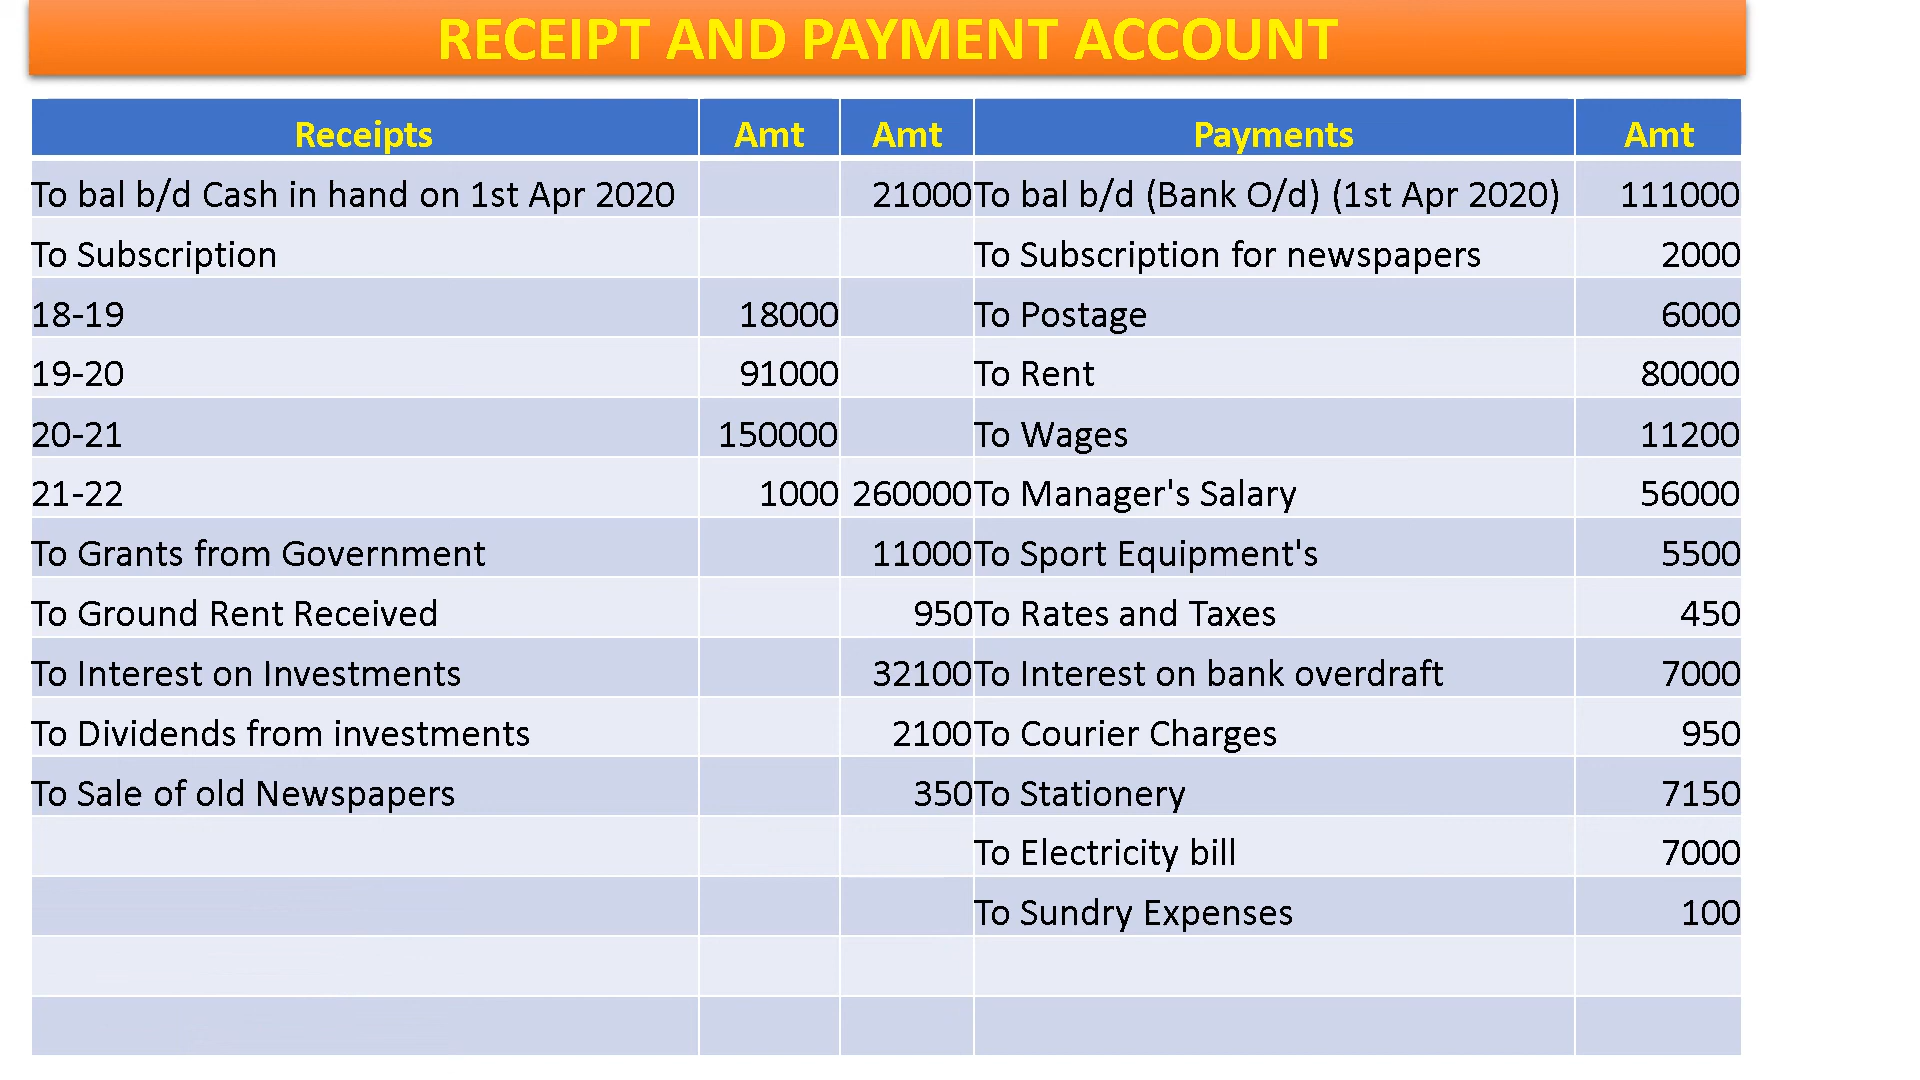 RECEIPT AND PAYMENT ACCOUNT
Receipts Amt Amt Payments Amt
To bal b/d Cash in hand on 1st Apr 2020 21000 To bal b/d (Bank O/d) (1st Apr 2020) 111000
To Subscription To Subscription for newspapers 2000
18-19 18000 To Postage 6000
19-20 91000 To Rent 80000
20-21 150000 To Wages 11200
21-22 1000 260000 To Manager's Salary 56000
To Grants from Government 11000 To Sport Equipment's 5500
To Ground Rent Received 950 To Rates and Taxes 450
To Interest on Investments 32100 To Interest on bank overdraft 7000
To Dividends from investments 2100 To Courier Charges 950
To Sale of old Newspapers 350 To Stationery 7150
To Electricity bill 7000
To Sundry Expenses 100